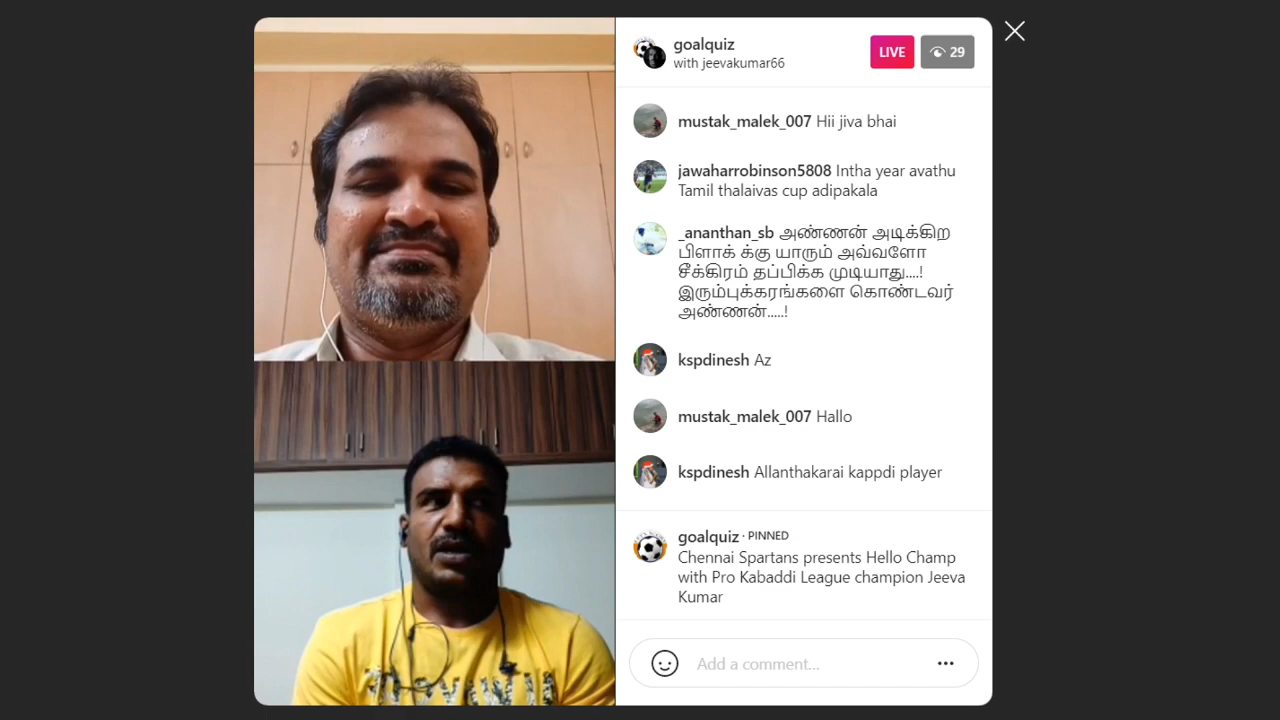 goalquiz
with jeevakumar66
LIVE
29
mustak_malek_007 Hii jiva bhai
jawaharrobinson5808 Intha year avathu
Tamil thalaivas cup adipakala
_ananthan_sb அண்ணன் அடிக்கிற
பிளாக் க்கு யாரும் அவ்வளோ
சீக்கிரம் தப்பிக்க முடியாது....!
இரும்புக்கரங்களை கொண்டவர்
அண்ணன்.....!
kspdinesh Az
mustak_malek_007 Hallo
kspdinesh Allanthakarai kappdi player
goalquiz · PINNED
Chennai Spartans presents Hello Champ
with Pro Kabaddi League champion Jeeva
Kumar
Add a comment...